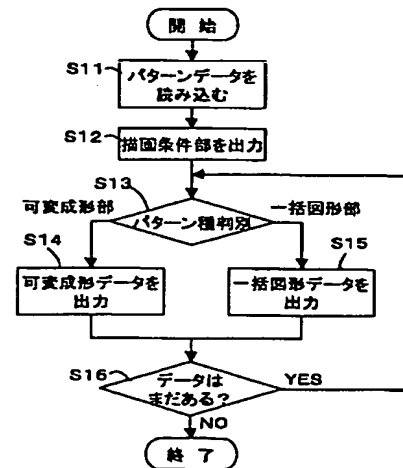 開始
S11
パターンデータを
読み込む
S12
描画条件部を出力
S13
可変成形部
一括図形部
パターン種判別
S14
S15
可変成形データを
出力
一括図形データを
出力
S16
データは
まだある?
YES
NO
終了